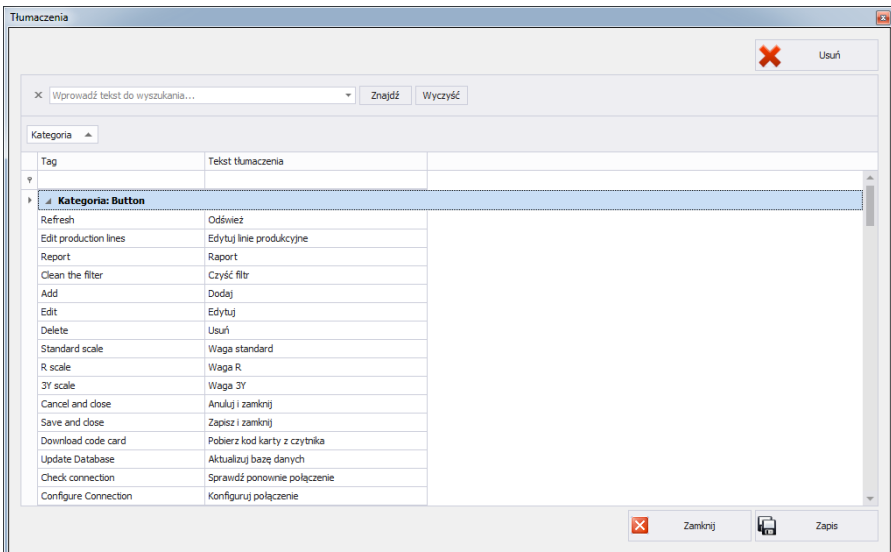 Tłumaczenia
Usuń
Wprowadź tekst do wyszukania... Znajdź Wyczyść
Kategoria
Tag Tekst tłumaczenia
Kategoria: Button
Refresh Odśwież
Edit production lines Edytuj linie produkcyjne
Report Raport
Clean the filter Czyść filtr
Add Dodaj
Edit Edytuj
Delete Usuń
Standard scale Waga standard
R scale Waga R
3Y scale Waga 3Y
Cancel and close Anuluj i zamknij
Save and close Zapisz i zamknij
Download code card Pobierz kod karty z czytnika
Update Database Aktualizuj bazę danych
Check connection Sprawdź ponownie połączenie
Configure Connection Konfiguruj połączenie
Zamknij Zapis